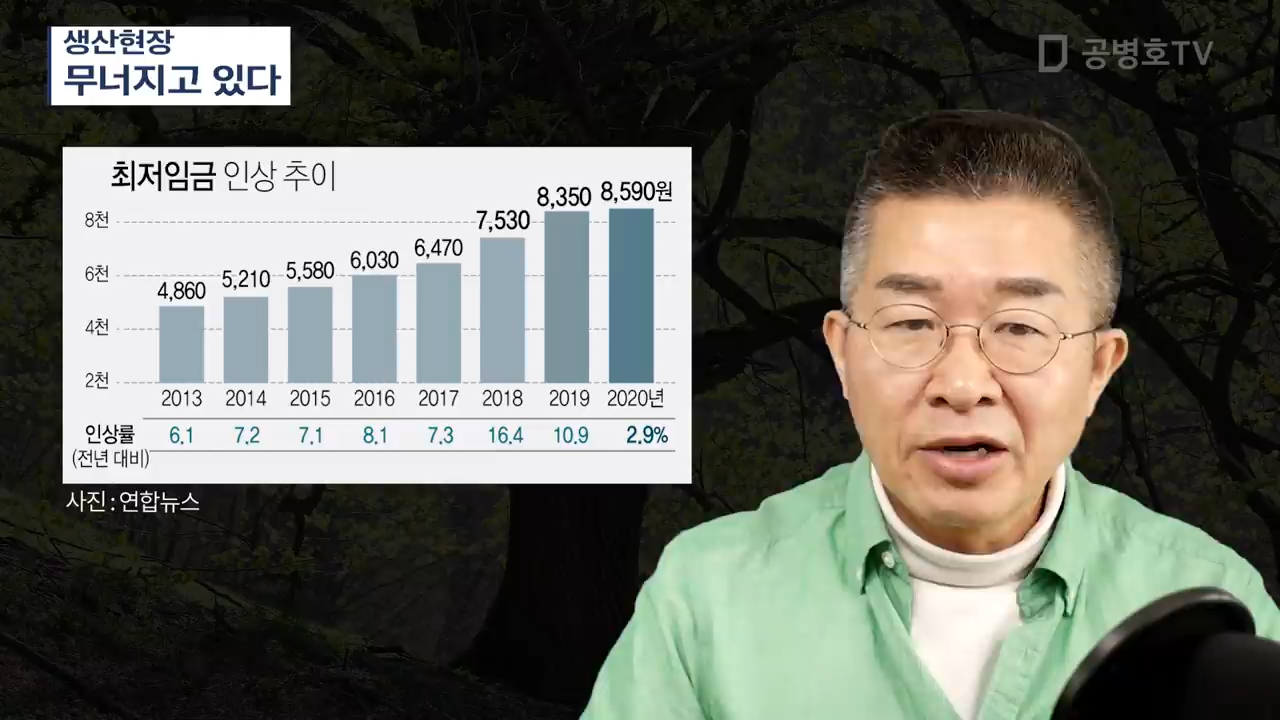 생산현장
무너지고 있다
공병호TV
최저임금 인상 추이
8천
6천
4천
2천
4,860
5,210
5,580
6,030
6,470
7,530
8,350
8,590원
2013 2014 2015 2016 2017 2018 2019 2020년
인상률 6.1 7.2 7.1 8.1 7.3 16.4 10.9 2.9%
(전년 대비)
사진 : 연합뉴스